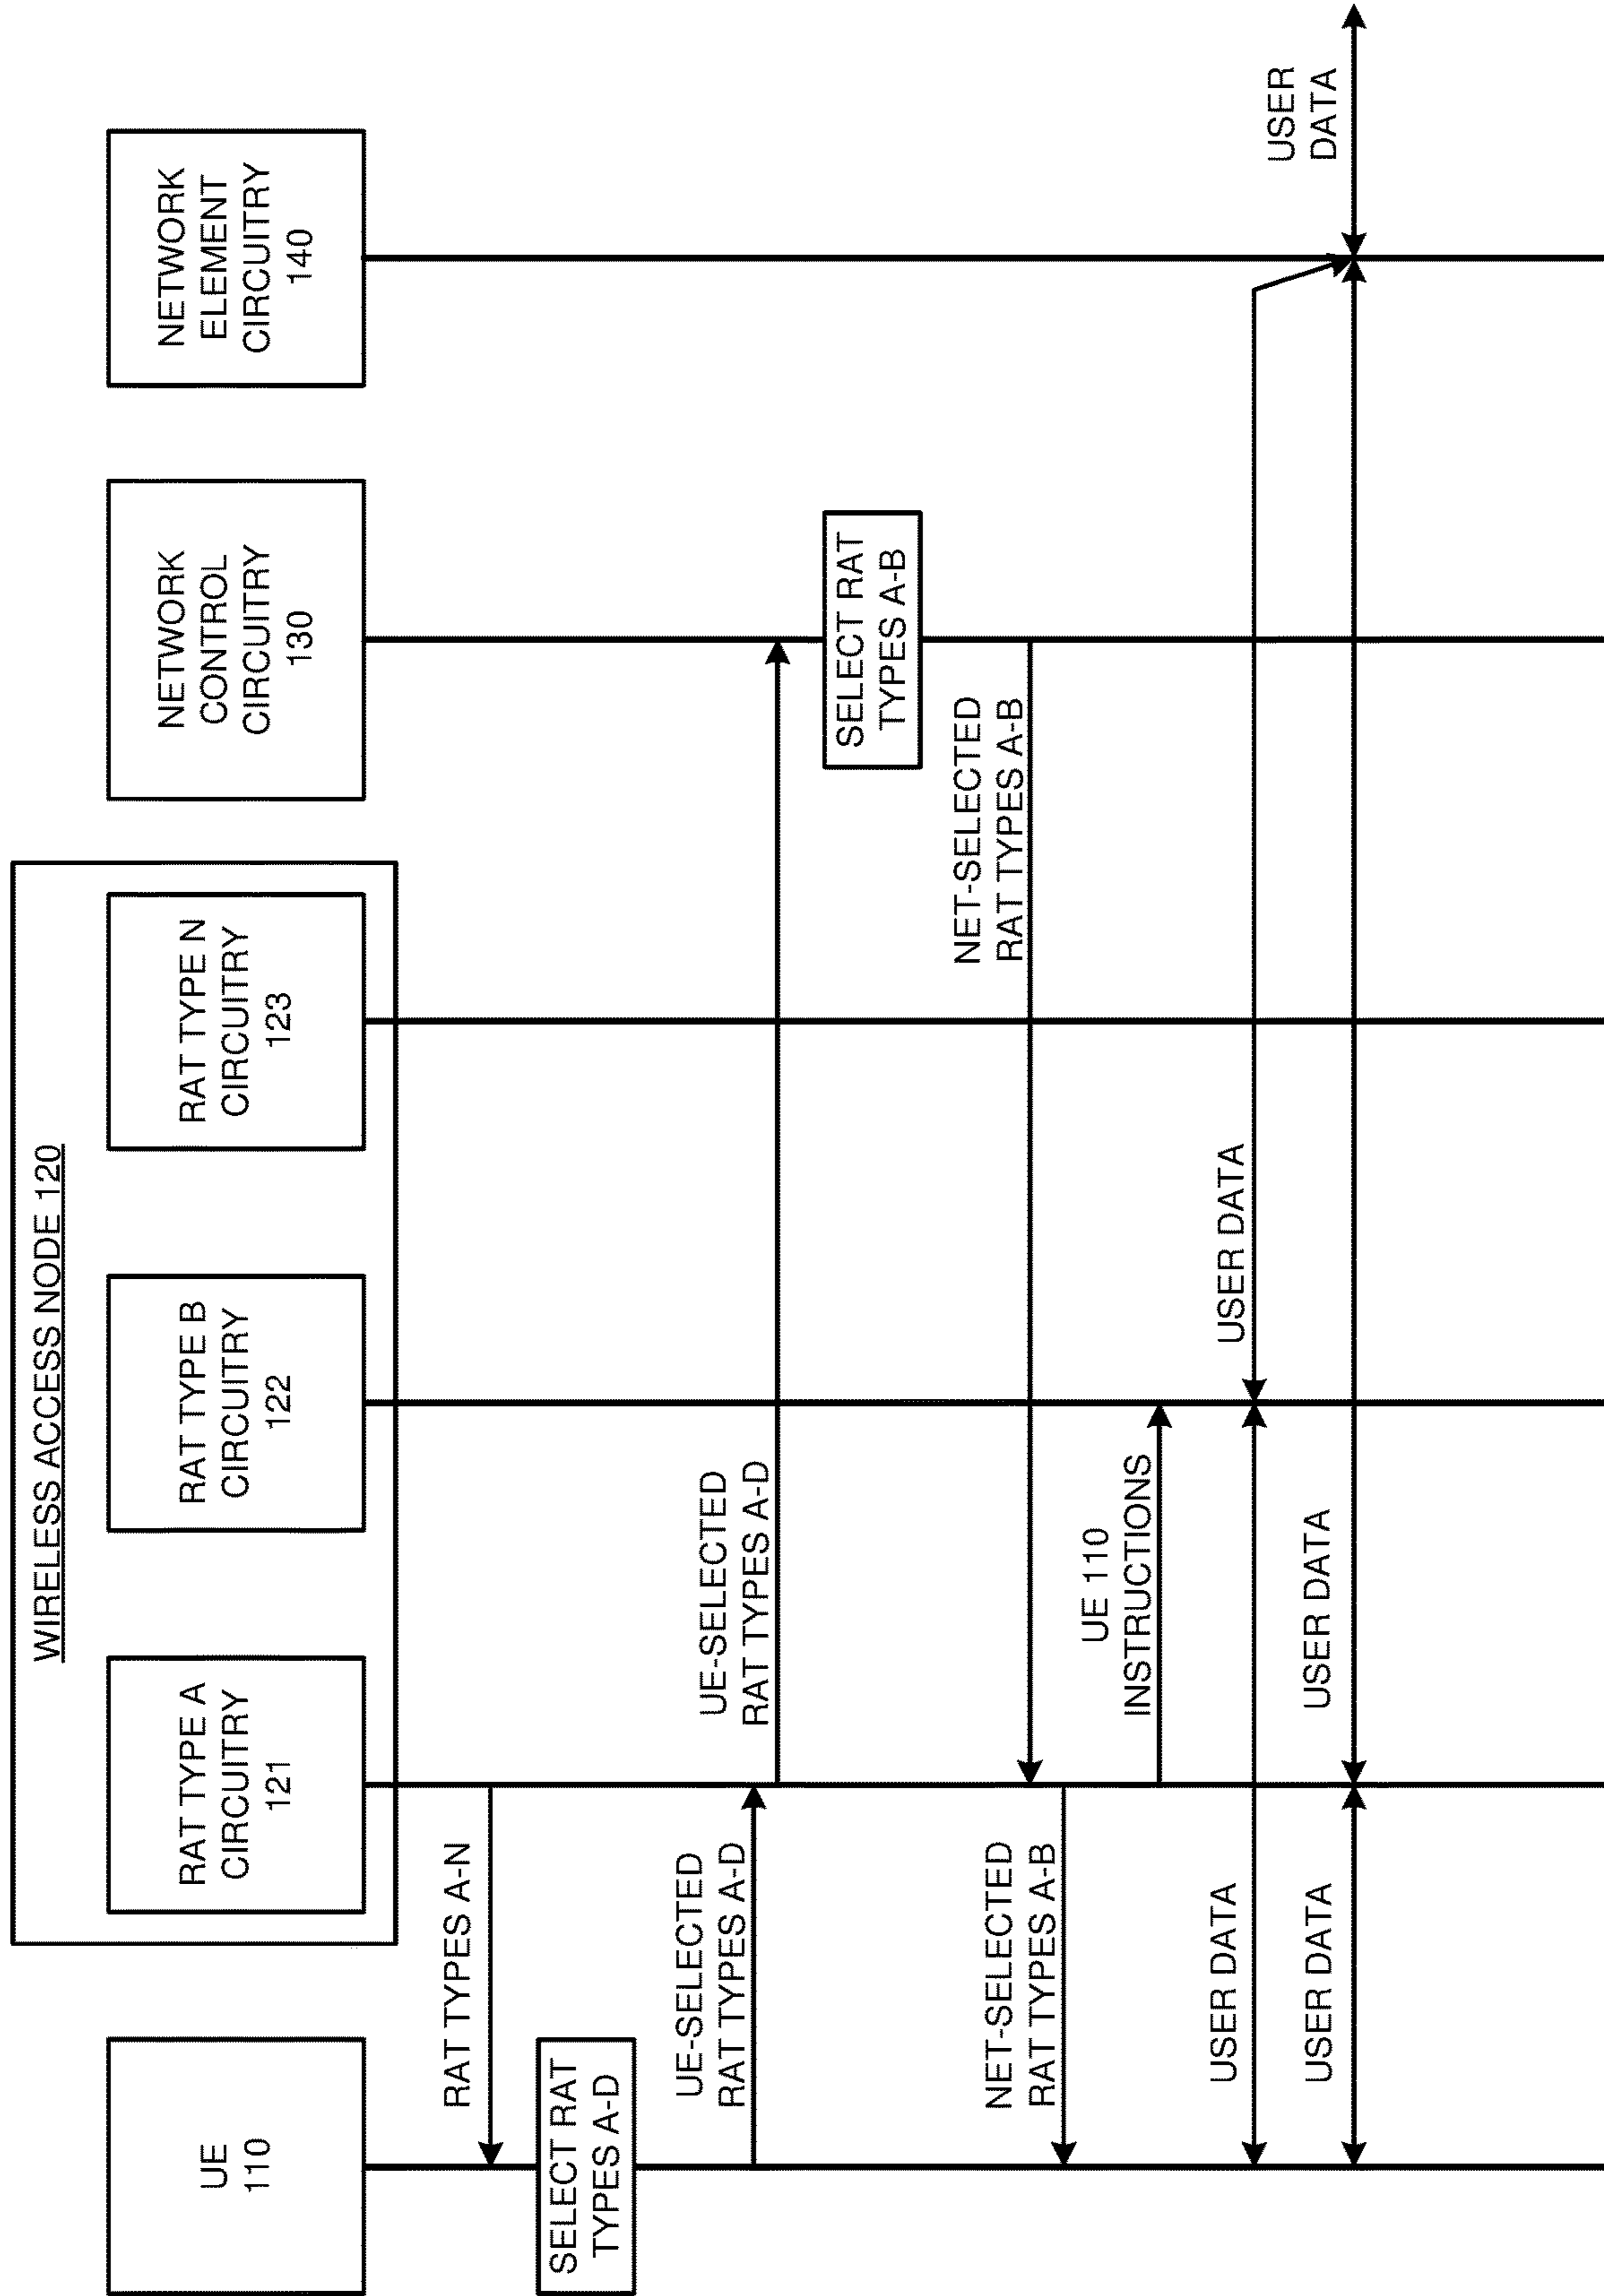 WIRELESS ACCESS NODE 120
UE
110
RAT TYPE A
CIRCUITRY
121
RAT TYPE B
CIRCUITRY
122
RAT TYPE N
CIRCUITRY
123
NETWORK
CONTROL
CIRCUITRY
130
NETWORK
ELEMENT
CIRCUITRY
140
RAT TYPES A-N
SELECT RAT
TYPES A-D
UE-SELECTED
RAT TYPES A-D
UE-SELECTED
RAT TYPES A-D
SELECT RAT
TYPES A-B
NET-SELECTED
RAT TYPES A-B
NET-SELECTED
RAT TYPES A-B
UE 110
INSTRUCTIONS
USER DATA
USER DATA
USER DATA
USER DATA
USER
DATA